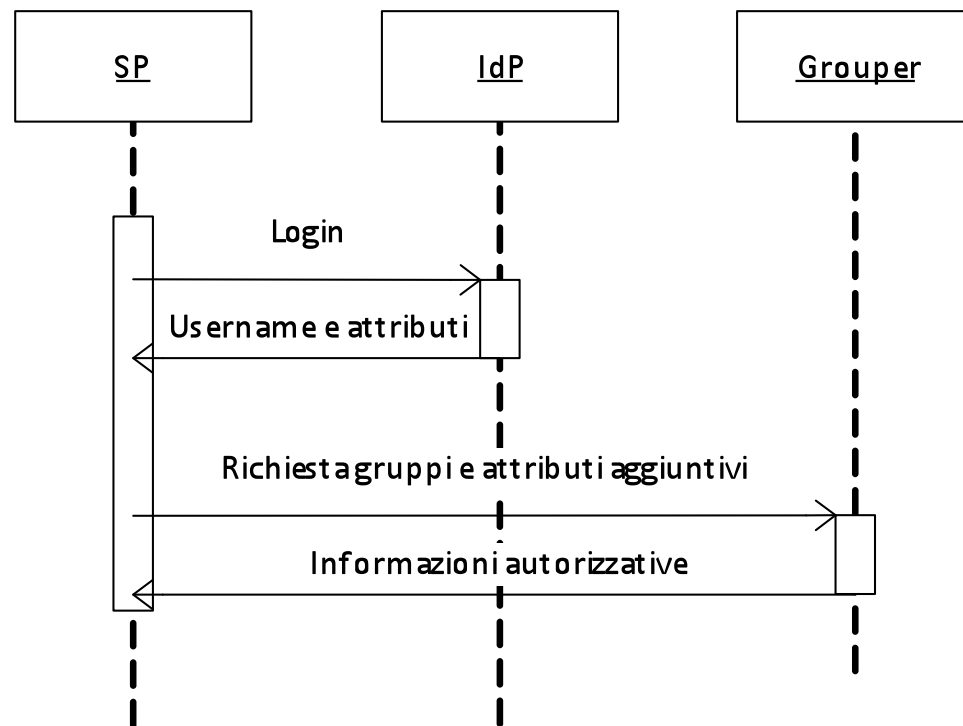 SP
IdP
Grouper
Login
Username e attributi
Richiesta gruppi e attributi aggiuntivi
Informazioni autorizzative